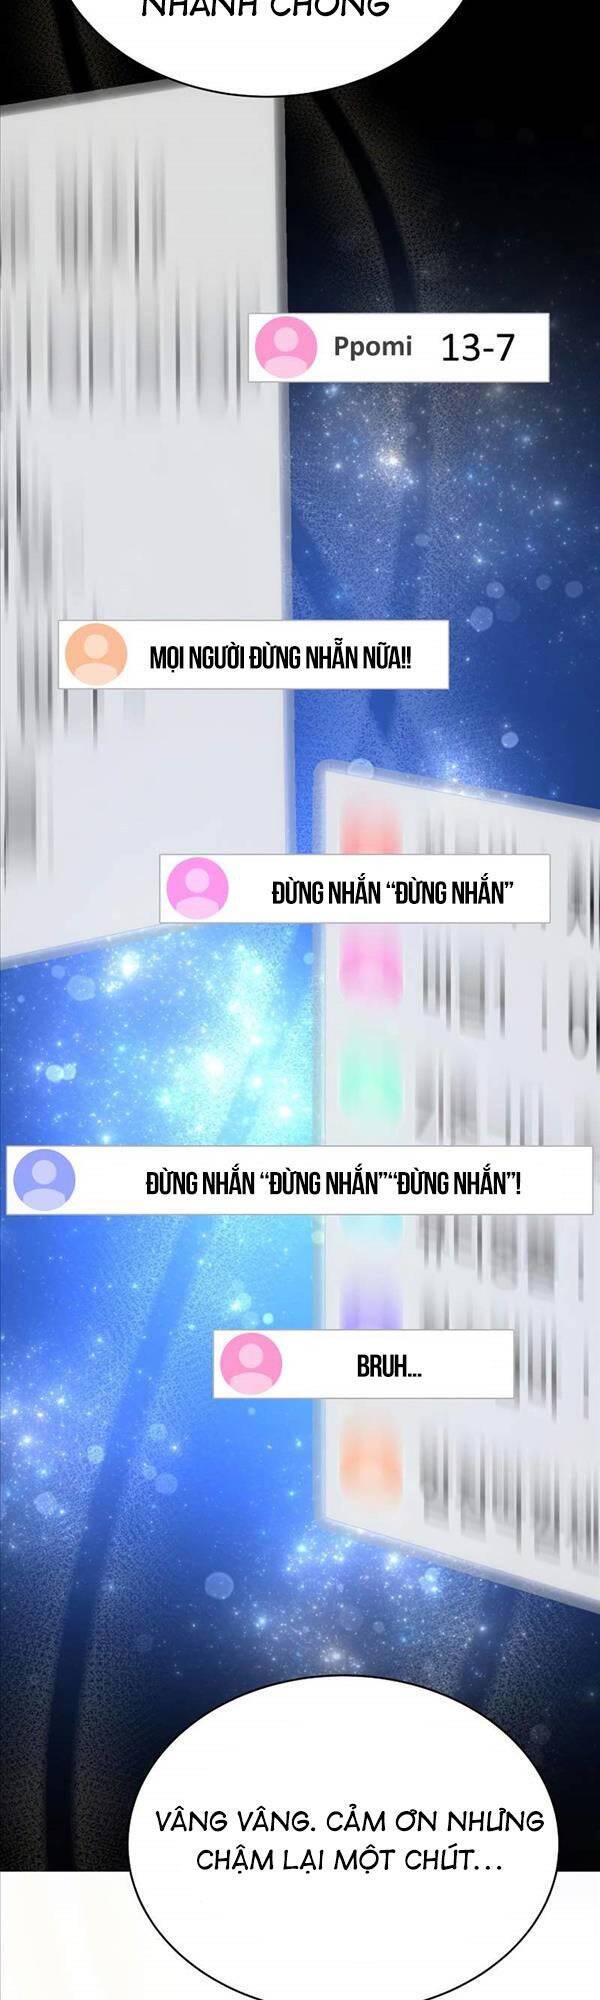 NHANH CHÓNG
Ppomi 13-7
MỌI NGƯỜI ĐỪNG NHẮN NỮA!!
ĐỪNG NHẮN “ĐỪNG NHẮN”
ĐỪNG NHẮN “ĐỪNG NHẮN”“ĐỪNG NHẮN”!
BRUH...
VÂNG VÂNG. CẢM ƠN NHƯNG
CHẬM LẠI MỘT CHÚT...